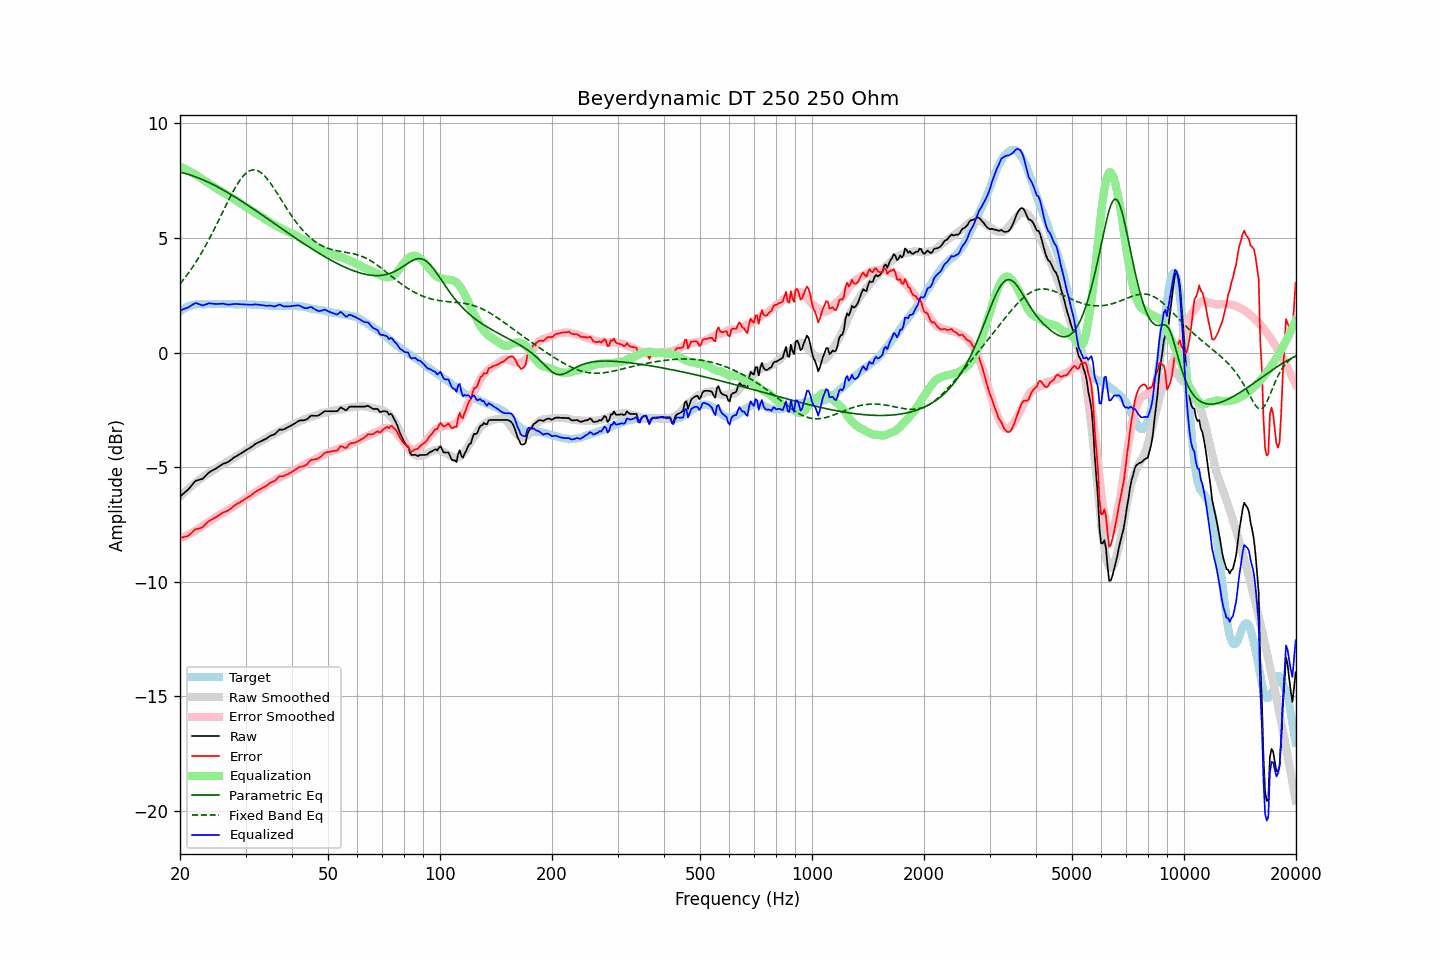 Beyerdynamic DT 250 250 Ohm
10
5
0
−5
−10
−15
−20
Amplitude (dBr)
Target
Raw Smoothed
Error Smoothed
Raw
Error
Equalization
Parametric Eq
Fixed Band Eq
Equalized
20 50 100 200 500 1000 2000 5000 10000 20000
Frequency (Hz)